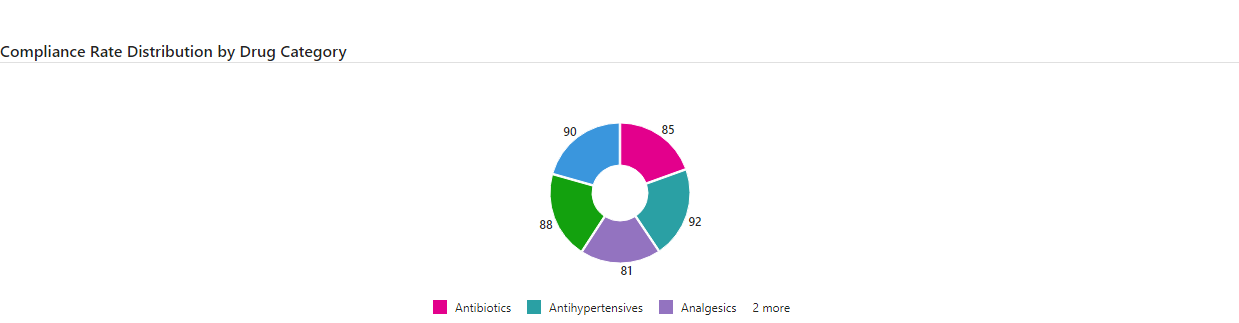 Compliance Rate Distribution by Drug Category
90
85
92
88
81
Antibiotics Antihypertensives Analgesics 2 more